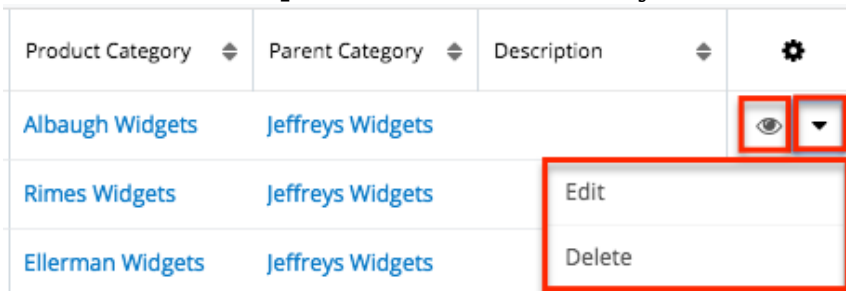 Product Category Parent Category Description
Albaugh Widgets Jeffreys Widgets
Rimes Widgets Jeffreys Widgets Edit
Ellerman Widgets Jeffreys Widgets Delete